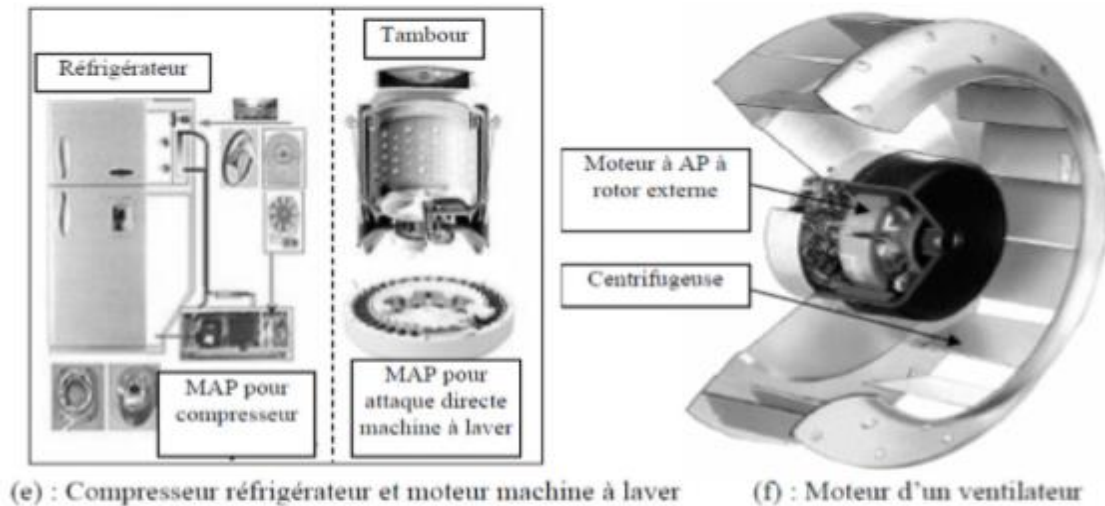 Tambour
Réfrigérateur
MAP pour
compresseur
MAP pour
attaque directe
machine à laver
Moteur à AP à
rotor externe
Centrifugeuse
(e) : Compresseur réfrigérateur et moteur machine à laver
(f) : Moteur d'un ventilateur